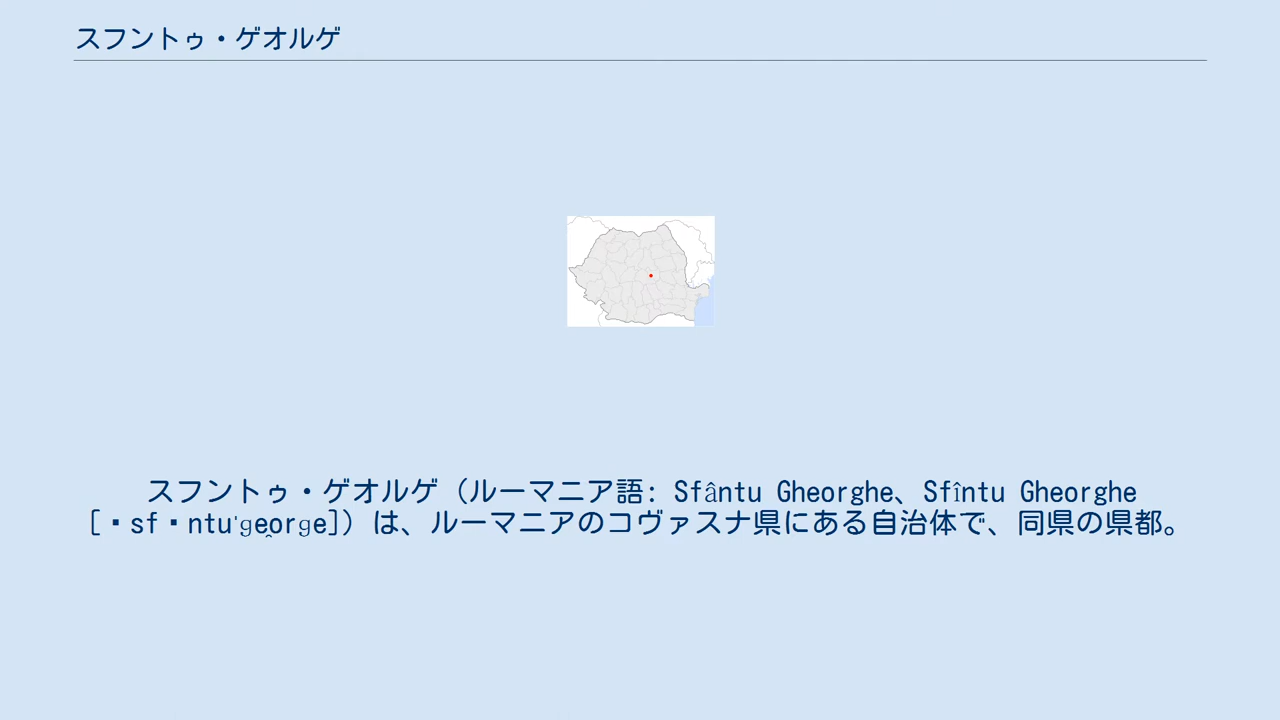 スフントゥ・ゲオルゲ
スフントゥ・ゲオルゲ（ルーマニア語: Sfântu Gheorghe、Sfîntu Gheorghe
[▪sf▪ntuˈɡe̯orɡe]）は、ルーマニアのコヴァスナ県にある自治体で、同県の県都。